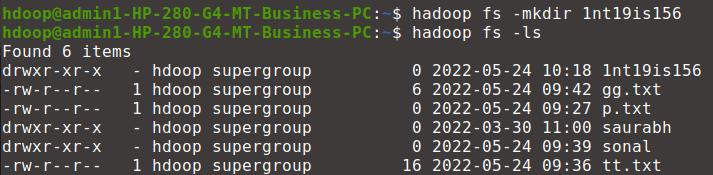 hdoop@admin1-HP-280-G4-MT-Business-PC:~$ hadoop fs -mkdir 1nt19is156
hdoop@admin1-HP-280-G4-MT-Business-PC:~$ hadoop fs -ls
Found 6 items
drwxr-xr-x   - hdoop supergroup          0 2022-05-24 10:18 1nt19is156
-rw-r--r--   1 hdoop supergroup          6 2022-05-24 09:42 gg.txt
-rw-r--r--   1 hdoop supergroup          0 2022-05-24 09:27 p.txt
drwxr-xr-x   - hdoop supergroup          0 2022-03-30 11:00 saurabh
drwxr-xr-x   - hdoop supergroup          0 2022-05-24 09:39 sonal
-rw-r--r--   1 hdoop supergroup         16 2022-05-24 09:36 tt.txt